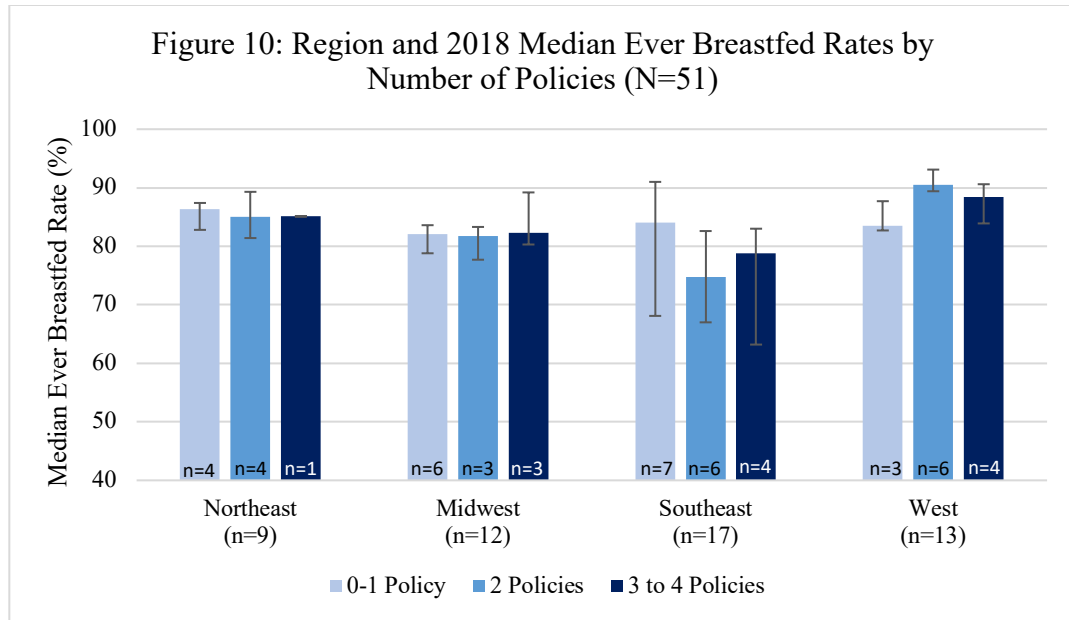 Figure 10: Region and 2018 Median Ever Breastfed Rates by
Number of Policies (N=51)
Median Ever Breastfed Rate (%)
100
90
80
70
60
50
40
n=4 n=4 n=1 n=6 n=3 n=3 n=7 n=6 n=4 n=3 n=6 n=4
Northeast Midwest Southeast West
(n=9) (n=12) (n=17) (n=13)
0-1 Policy 2 Policies 3 to 4 Policies